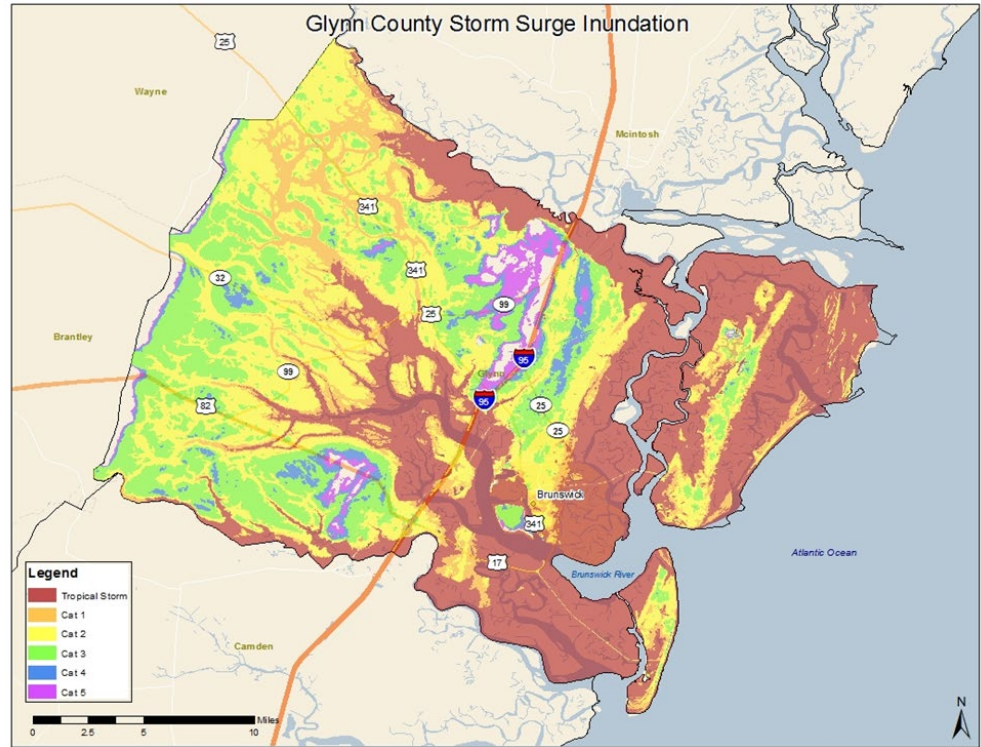 Glynn County Storm Surge Inundation
25
Wayne
Mcintosh
341
32
341
99
25
Brantley
95
Glynn
99
95
82
25
25
Brunswick
341
17
Brunswick River
Atlantic Ocean
Camden
Legend
Tropical Storm
Cat 1
Cat 2
Cat 3
Cat 4
Cat 5
Miles
0 2.5 5 10
N